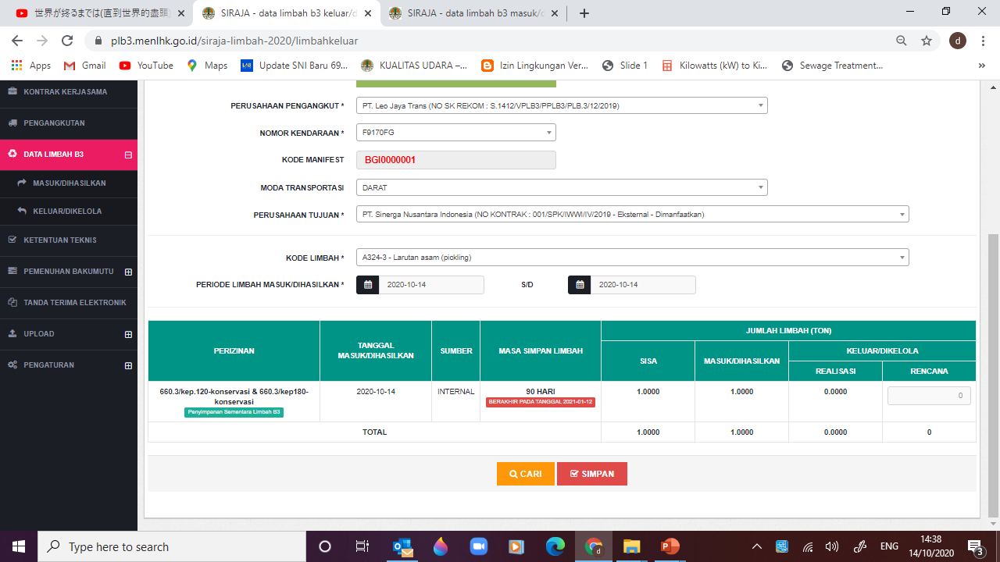 世界が终るまでは(直到世界的盡頭)
SIRAJA - data limbah b3 keluar/d
SIRAJA - data limbah b3 masuk/d
plb3.menlhk.go.id/siraja-limbah-2020/limbahkeluar
d
Apps
Gmail
YouTube
Maps
Update SNI Baru 69...
KUALITAS UDARA –...
Izin Lingkungan Ver...
Slide 1
Kilowatts (kW) to Ki...
Sewage Treatment...
»
KONTRAK KERJASAMA
PENGANGKUTAN
DATA LIMBAH B3
MASUK/DIHASILKAN
KELUAR/DIKELOLA
KETENTUAN TEKNIS
PEMENUHAN BAKUMUTU
TANDA TERIMA ELEKTRONIK
UPLOAD
PENGATURAN
PERUSAHAAN PENGANGKUT * PT. Leo Jaya Trans (NO SK REKOM : S.1412/VPLB3/PPLB3/PLB.3/12/2019)
NOMOR KENDARAAN * F9170FG
KODE MANIFEST BGI0000001
MODA TRANSPORTASI DARAT
PERUSAHAAN TUJUAN * PT. Sinerga Nusantara Indonesia (NO KONTRAK : 001/SPK/IWWI/IV/2019 - Eksternal - Dimanfaatkan)
KODE LIMBAH * A324-3 - Larutan asam (pickling)
PERIODE LIMBAH MASUK/DIHASILKAN * 2020-10-14 S/D 2020-10-14
PERIZINAN
TANGGAL
MASUK/DIHASILKAN
SUMBER
MASA SIMPAN LIMBAH
JUMLAH LIMBAH (TON)
SISA
MASUK/DIHASILKAN
KELUAR/DIKELOLA
REALISASI
RENCANA
660.3/kep.120-konservasi & 660.3/kep180-
konservasi
Penyimpanan Sementara Limbah B3
2020-10-14
INTERNAL
90 HARI
BERAKHIR PADA TANGGAL 2021-01-12
1.0000
1.0000
0.0000
0
TOTAL 1.0000 1.0000 0.0000 0
CARI
SIMPAN
Type here to search
ENG
14:38
14/10/2020
3